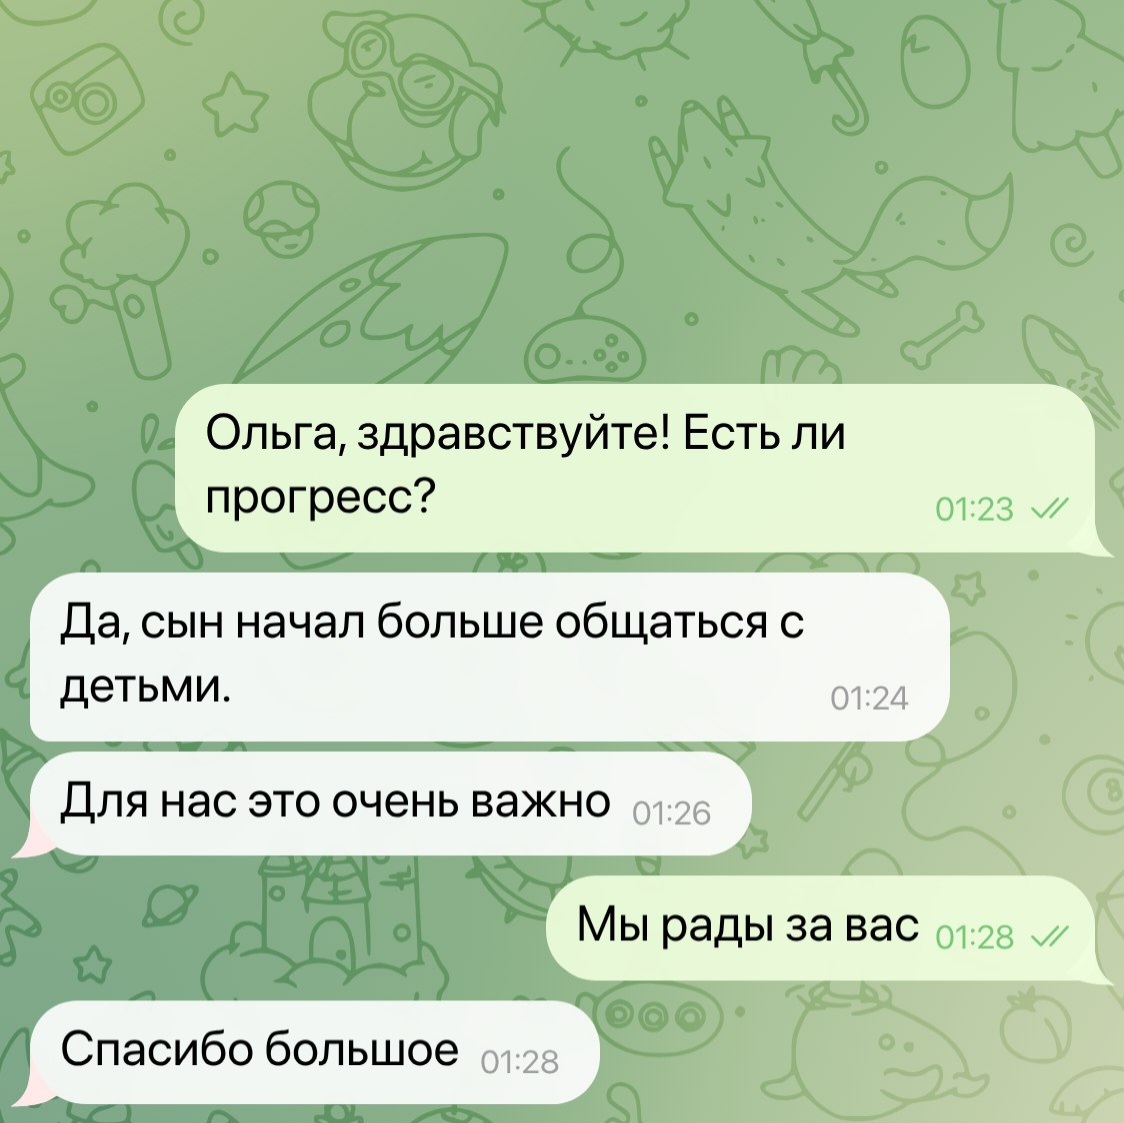 Ольга, здравствуйте! Есть ли
прогресс?
01:23
Да, сын начал больше общаться с
детьми.
01:24
Для нас это очень важно 01:26
Мы рады за вас 01:28
Спасибо большое 01:28